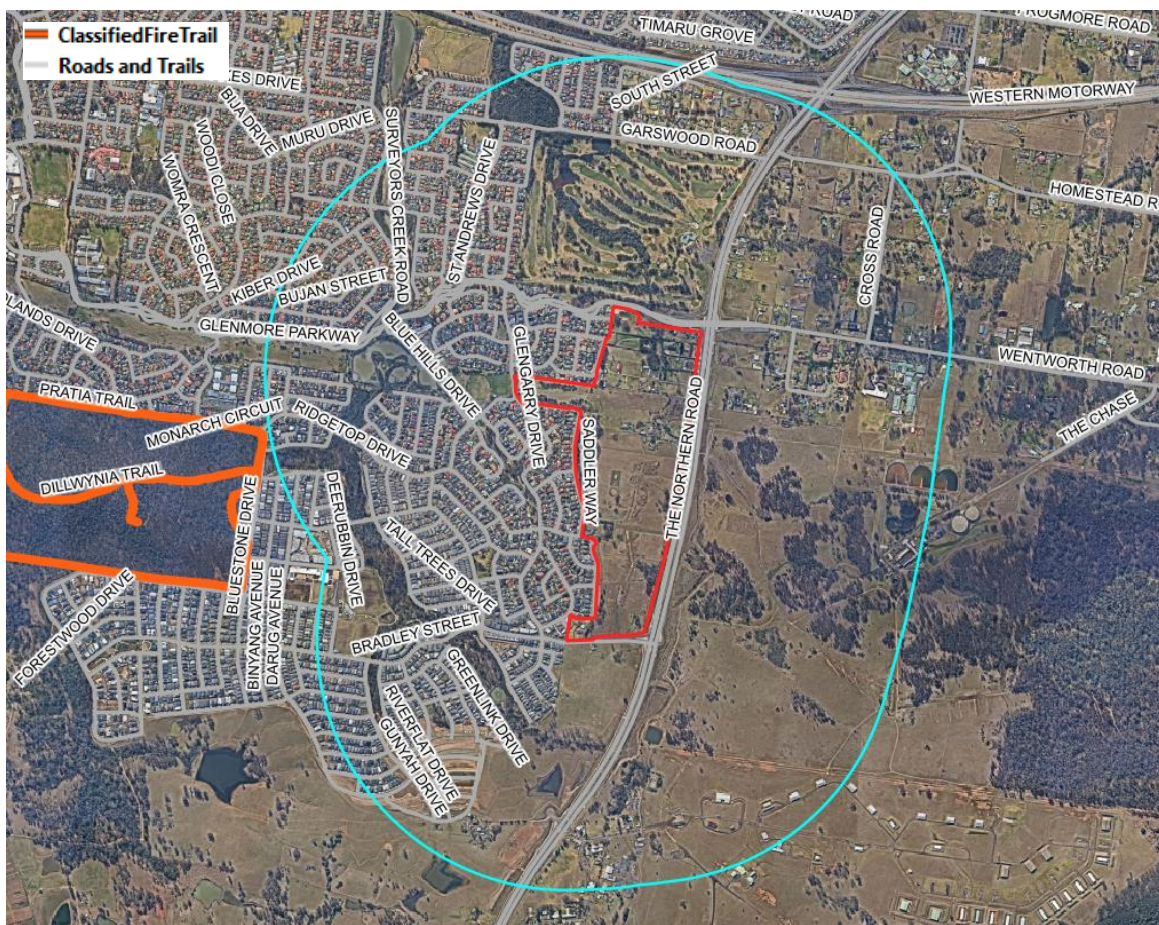 ClassifiedFireTrail
Roads and Trails
ROAD
TIMARU GROVE
FROGMORE ROAD
KES DRIVE
SOUTH STREET
WESTERN MOTORWAY
BIJA DRIVE
MURU DRIVE
SURVEYORS CREEK ROAD
GARSWOOD ROAD
WOODI CLOSE
WOMRA CRESCENT
ST ANDREWS DRIVE
HOMESTEAD R
CROSS ROAD
KIBER DRIVE
BUJAN STREET
GLENMORE PARKWAY
BLUE HILLS DRIVE
GLENGARRY DRIVE
OLANDS DRIVE
WENTWORTH ROAD
PRATIA TRAIL
MONARCH CIRCUIT
RIDGETOP DRIVE
SADDLER WAY
THE NORTHERN ROAD
THE CHASE
DILLWYNIA TRAIL
DEERUBBIN DRIVE
BLUESTONE DRIVE
TALL TREES DRIVE
FORESTWOOD DRIVE
BINYANG AVENUE
DARUG AVENUE
BRADLEY STREET
GREENLINK DRIVE
RIVERFLAT DRIVE
GUNYAH DRIVE